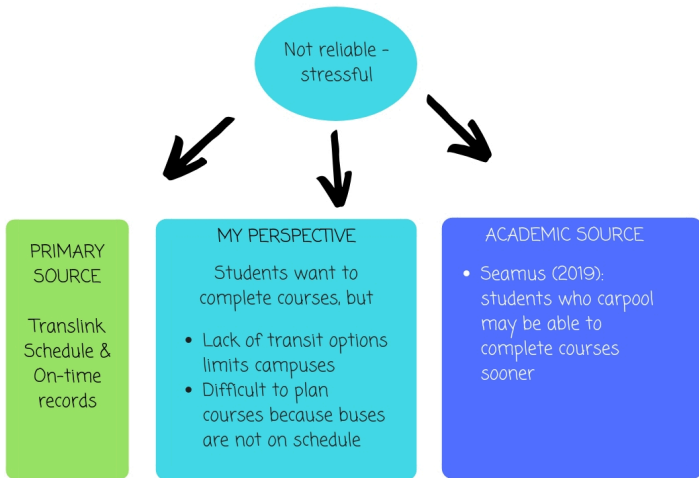 Not reliable -
stressful
PRIMARY
SOURCE
Translink
Schedule &
On-time
records
MY PERSPECTIVE
Students want to
complete courses, but
• Lack of transit options
limits campuses
• Difficult to plan
courses because buses
are not on schedule
ACADEMIC SOURCE
• Seamus (2019):
students who carpool
may be able to
complete courses
sooner